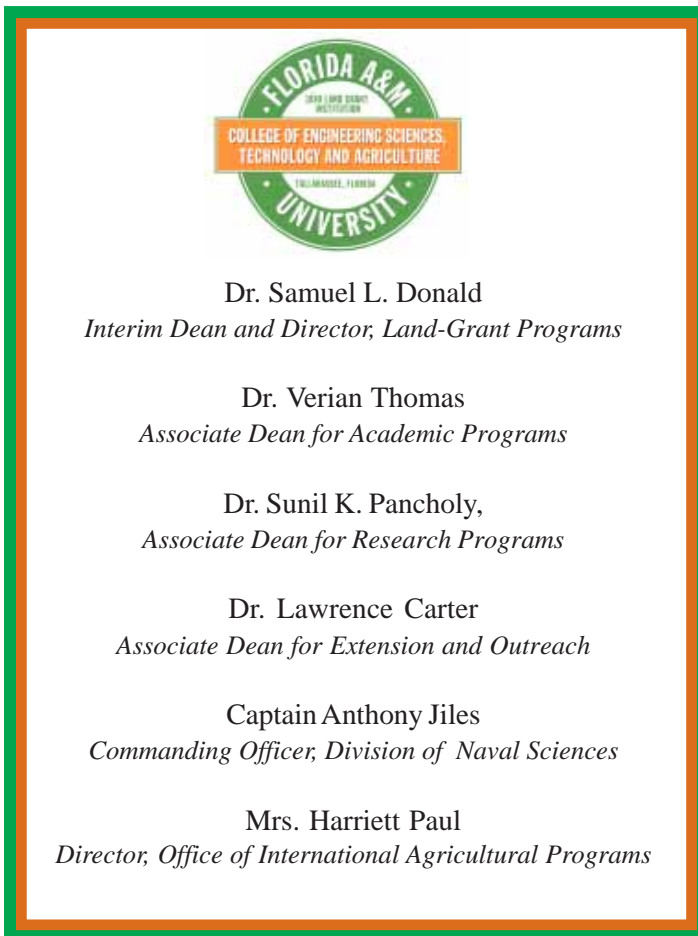 FLORIDA A&M
1890 LAND GRANT
INSTITUTION
COLLEGE OF ENGINEERING SCIENCES,
TECHNOLOGY AND AGRICULTURE
TALLAHASSEE, FLORIDA
UNIVERSITY
Dr. Samuel L. Donald
Interim Dean and Director, Land-Grant Programs
Dr. Verian Thomas
Associate Dean for Academic Programs
Dr. Sunil K. Pancholy,
Associate Dean for Research Programs
Dr. Lawrence Carter
Associate Dean for Extension and Outreach
Captain Anthony Jiles
Commanding Officer, Division of Naval Sciences
Mrs. Harriett Paul
Director, Office of International Agricultural Programs